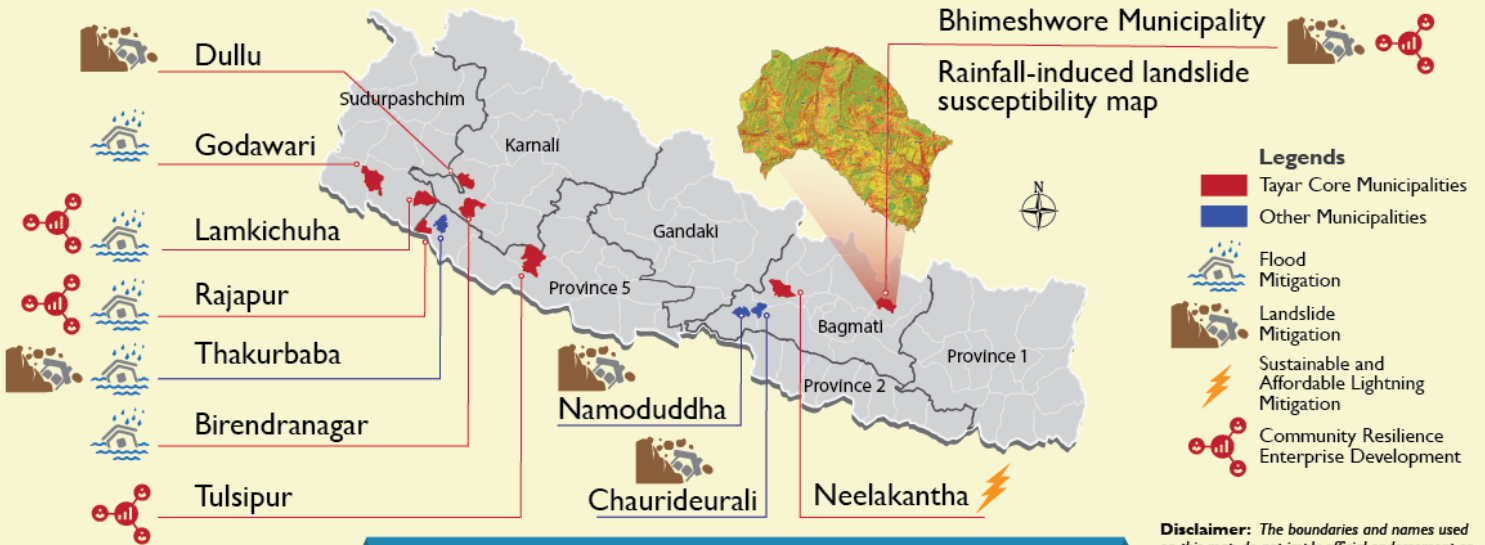 Dullu
Godawari
Lamkichuha
Rajapur
Thakurbaba
Birendranagar
Tulsipur
Sudurpashchim
Karnali
Gandaki
Province 5
Bagmati
Province 2
Province 1
Namoduddha
Chaurideurali
Neelakantha
Bhimeshwore Municipality
Rainfall-induced landslide
susceptibility map
N
Legends
Tayar Core Municipalities
Other Municipalities
Flood
Mitigation
Landslide
Mitigation
Sustainable and
Affordable Lightning
Mitigation
Community Resilience
Enterprise Development
Disclaimer: The boundaries and names used